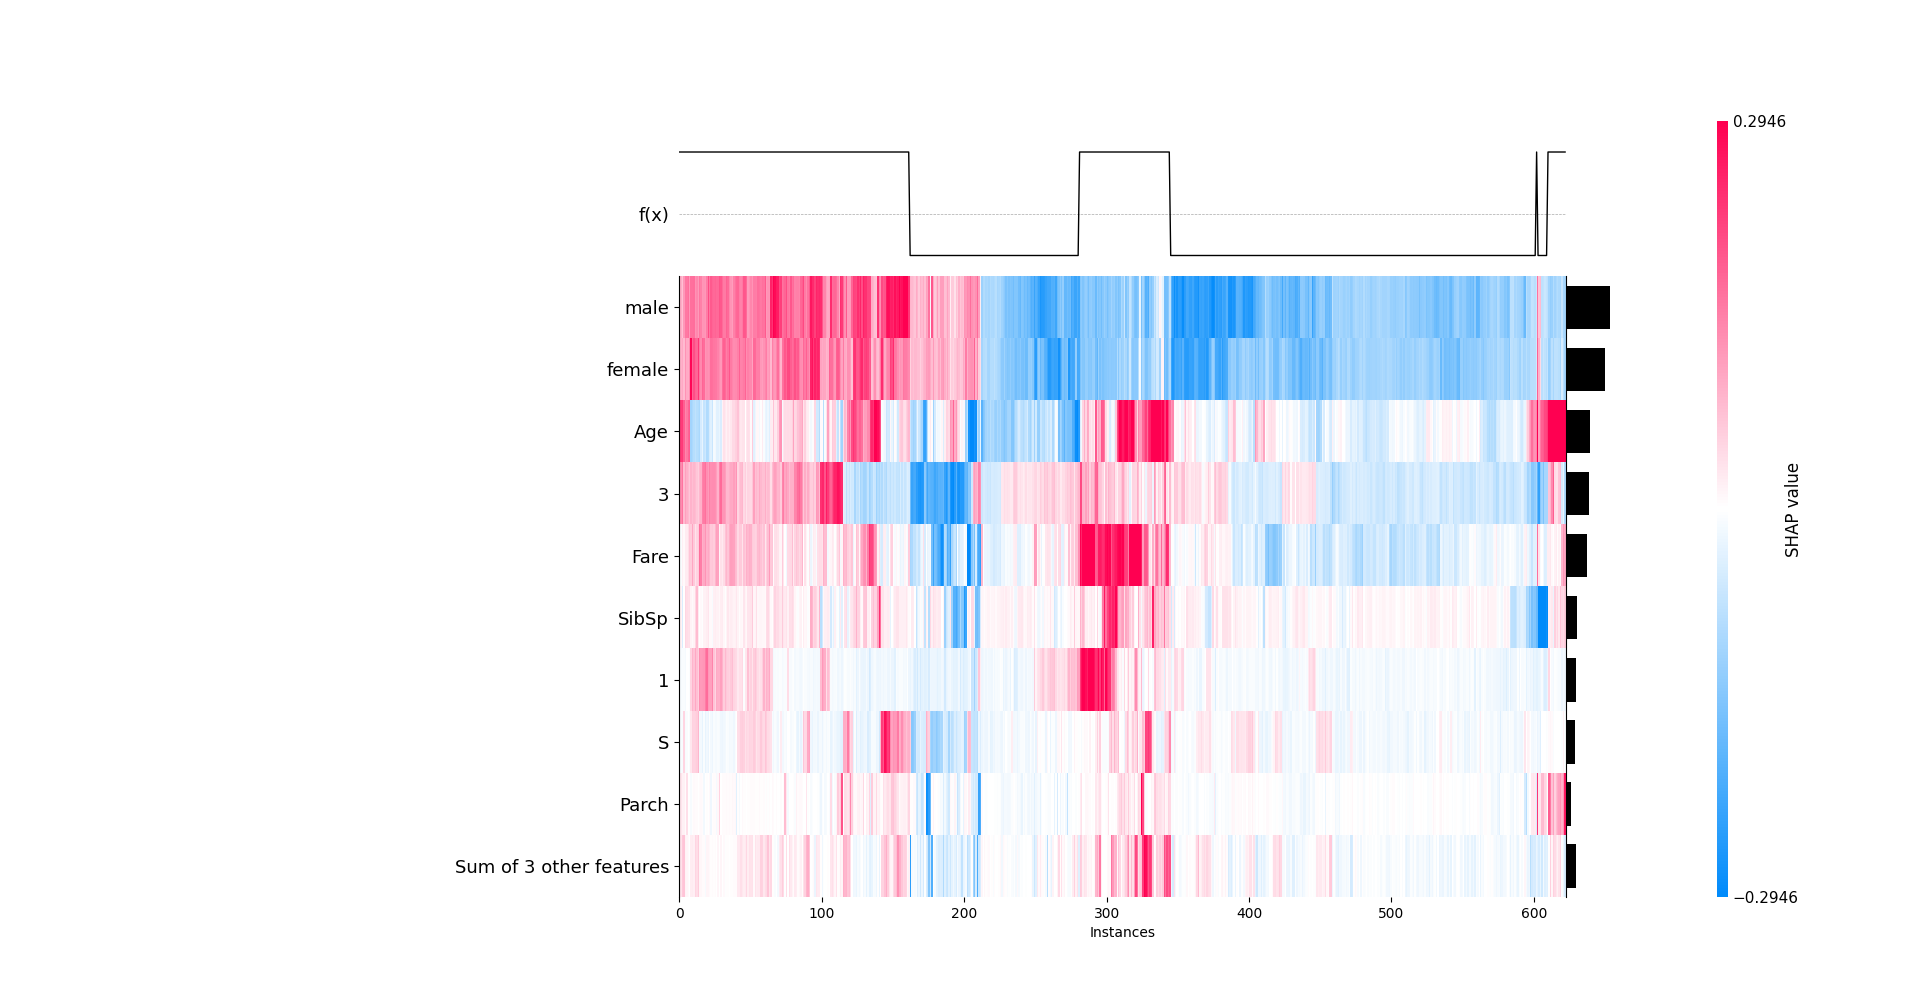 0.2946
f(x)
male
female
Age
3
Fare
SibSp
1
S
Parch
Sum of 3 other features
0 100 200 300 400 500 600
Instances
SHAP value
−0.2946